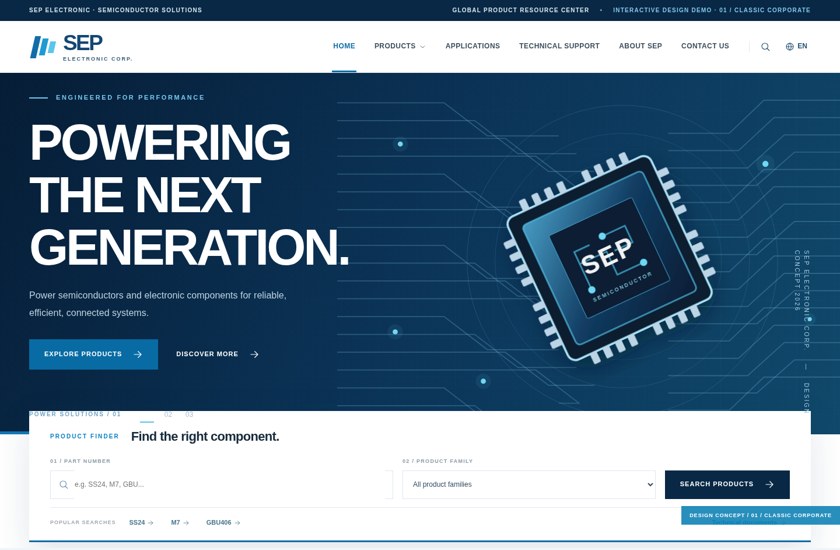 SEP ELECTRONIC · SEMICONDUCTOR SOLUTIONS
GLOBAL PRODUCT RESOURCE CENTER • INTERACTIVE DESIGN DEMO · 01 / CLASSIC CORPORATE
SEP
ELECTRONIC CORP.
HOME PRODUCTS APPLICATIONS TECHNICAL SUPPORT ABOUT SEP CONTACT US EN
ENGINEERED FOR PERFORMANCE
POWERING
THE NEXT
GENERATION.
Power semiconductors and electronic components for reliable,
efficient, connected systems.
EXPLORE PRODUCTS
DISCOVER MORE
SEP
SEMICONDUCTOR
SEP ELECTRONIC CORP — DESIGN
CONCEPT 2026
POWER SOLUTIONS / 01 02 03
PRODUCT FINDER Find the right component.
01 / PART NUMBER
e.g. SS24, M7, GBU...
02 / PRODUCT FAMILY
All product families
SEARCH PRODUCTS
POPULAR SEARCHES SS24 M7 GBU406
DESIGN CONCEPT / 01 / CLASSIC CORPORATE